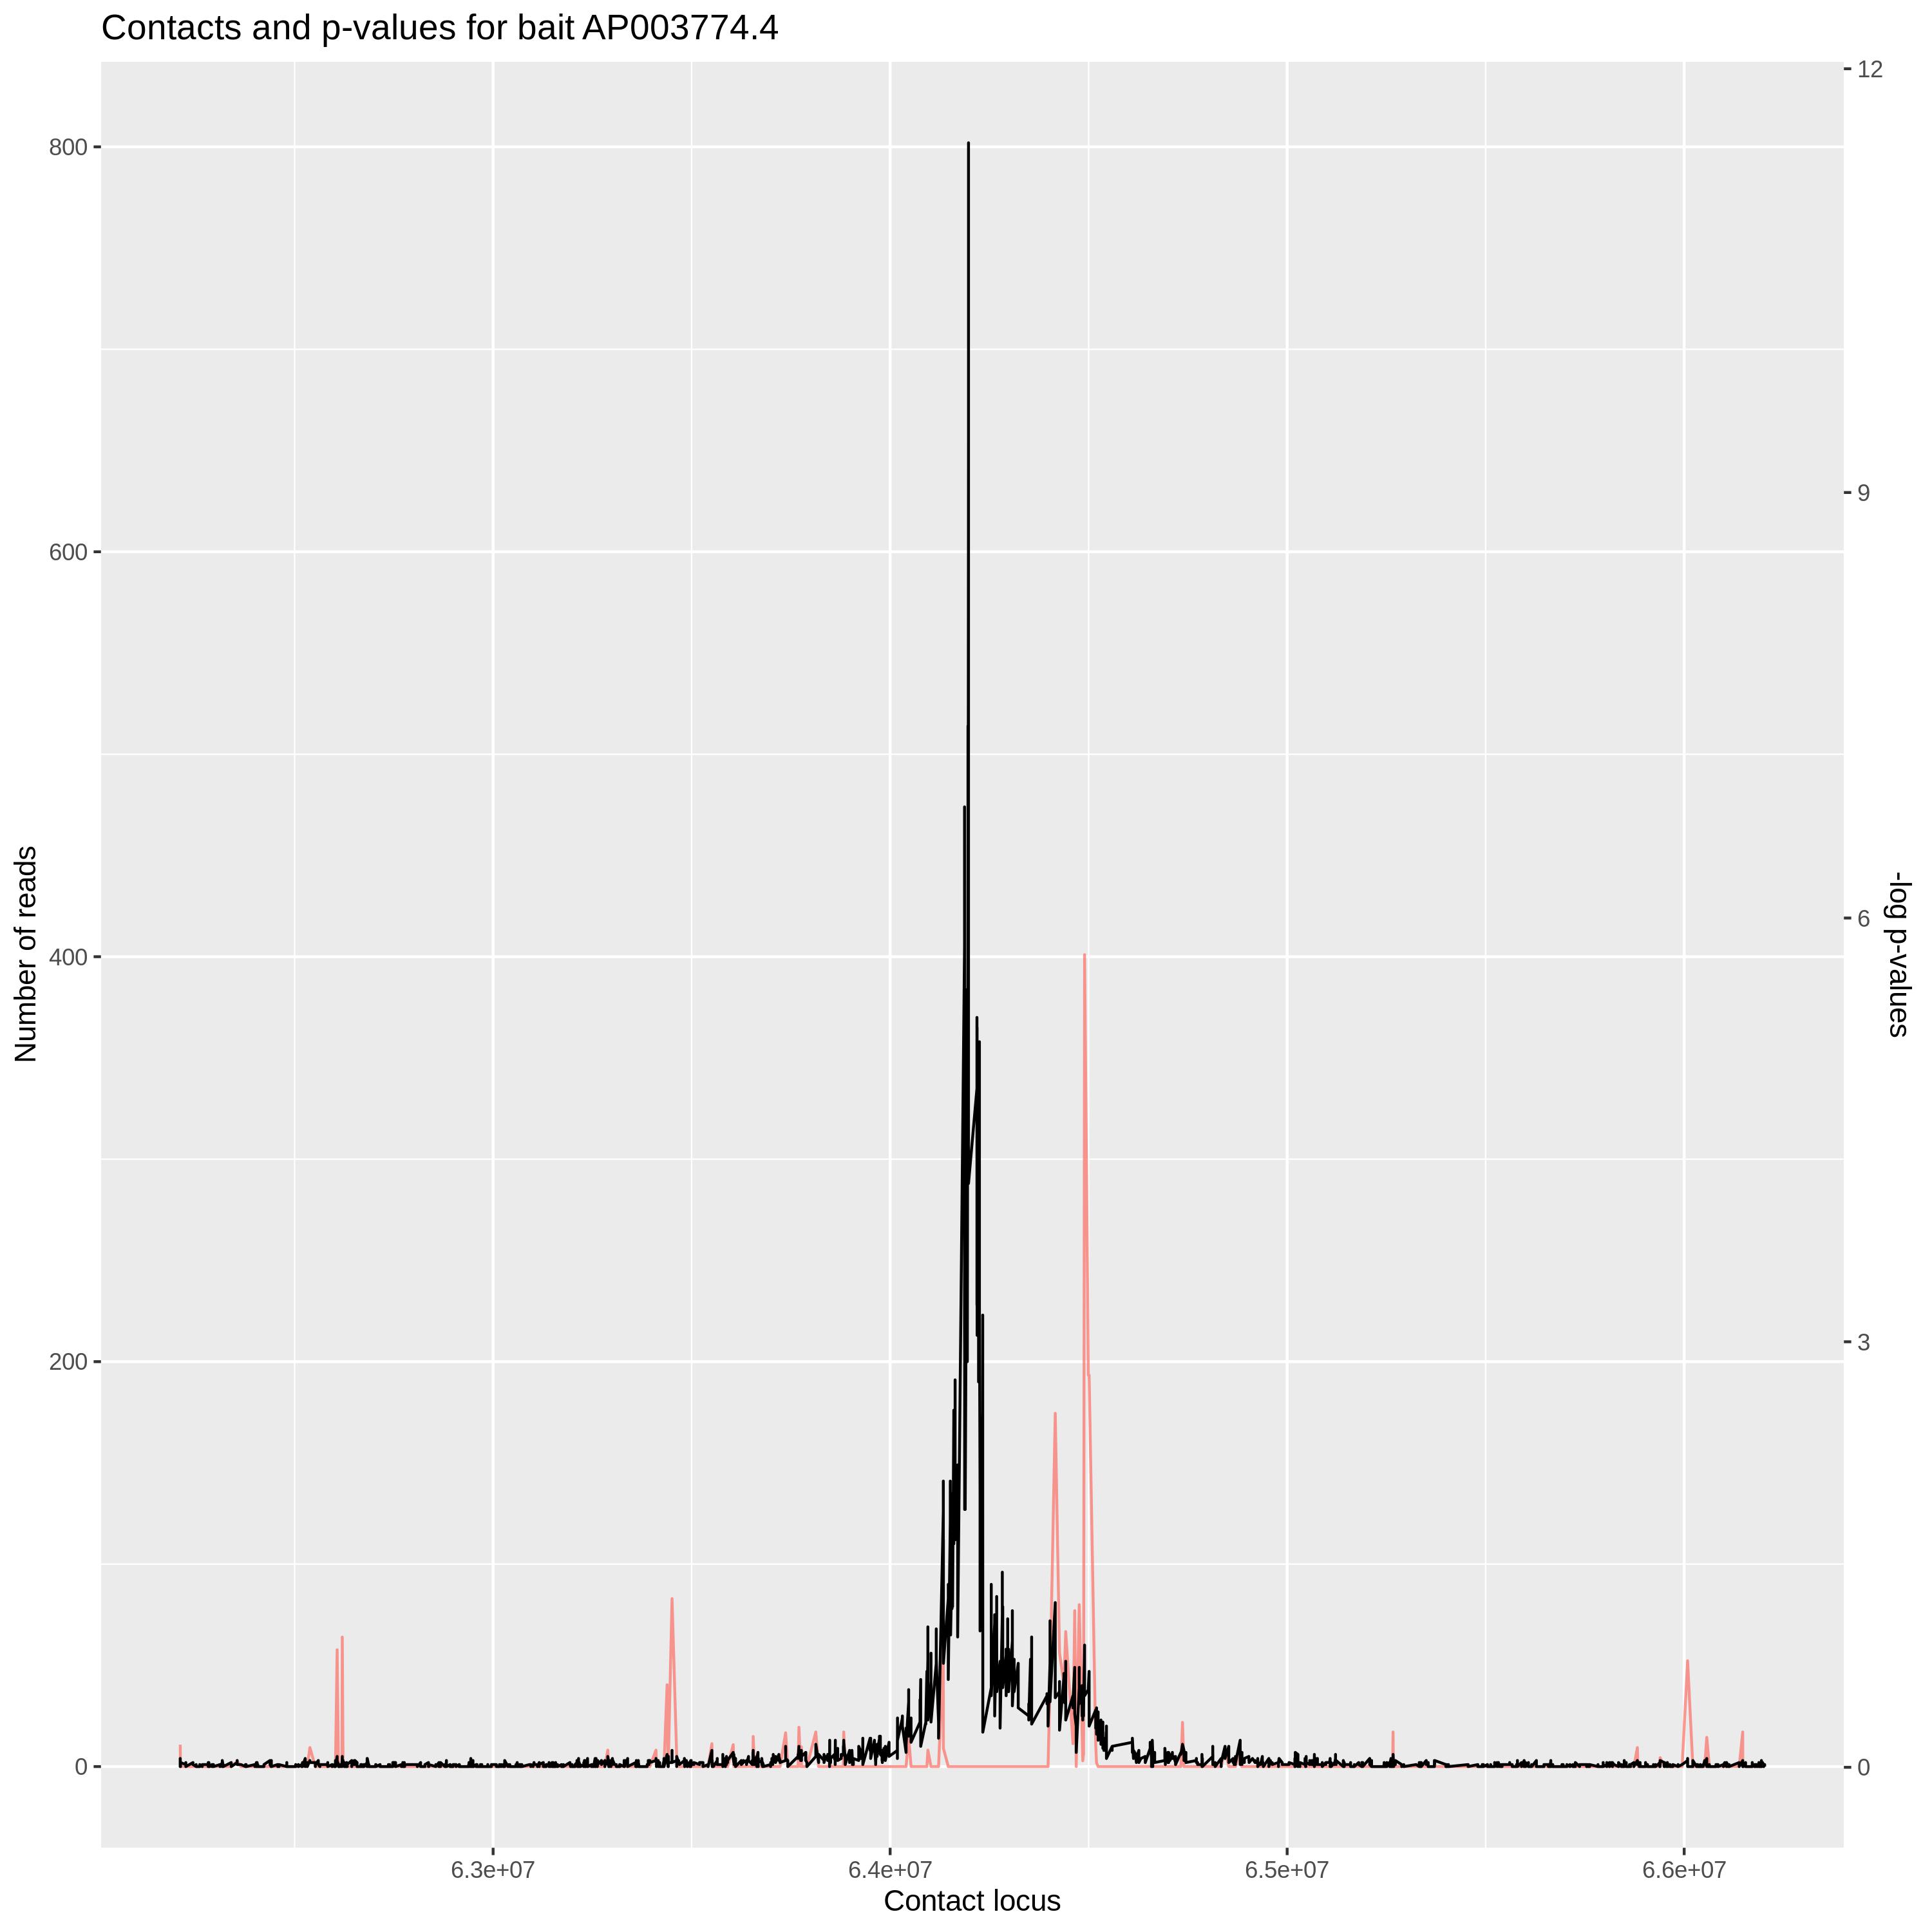 Contacts and p-values for bait AP003774.4
12
800
9
600
6
400
3
200
0
0
Number of reads
-log p-values
6.3e+07
6.4e+07
6.5e+07
6.6e+07
Contact locus